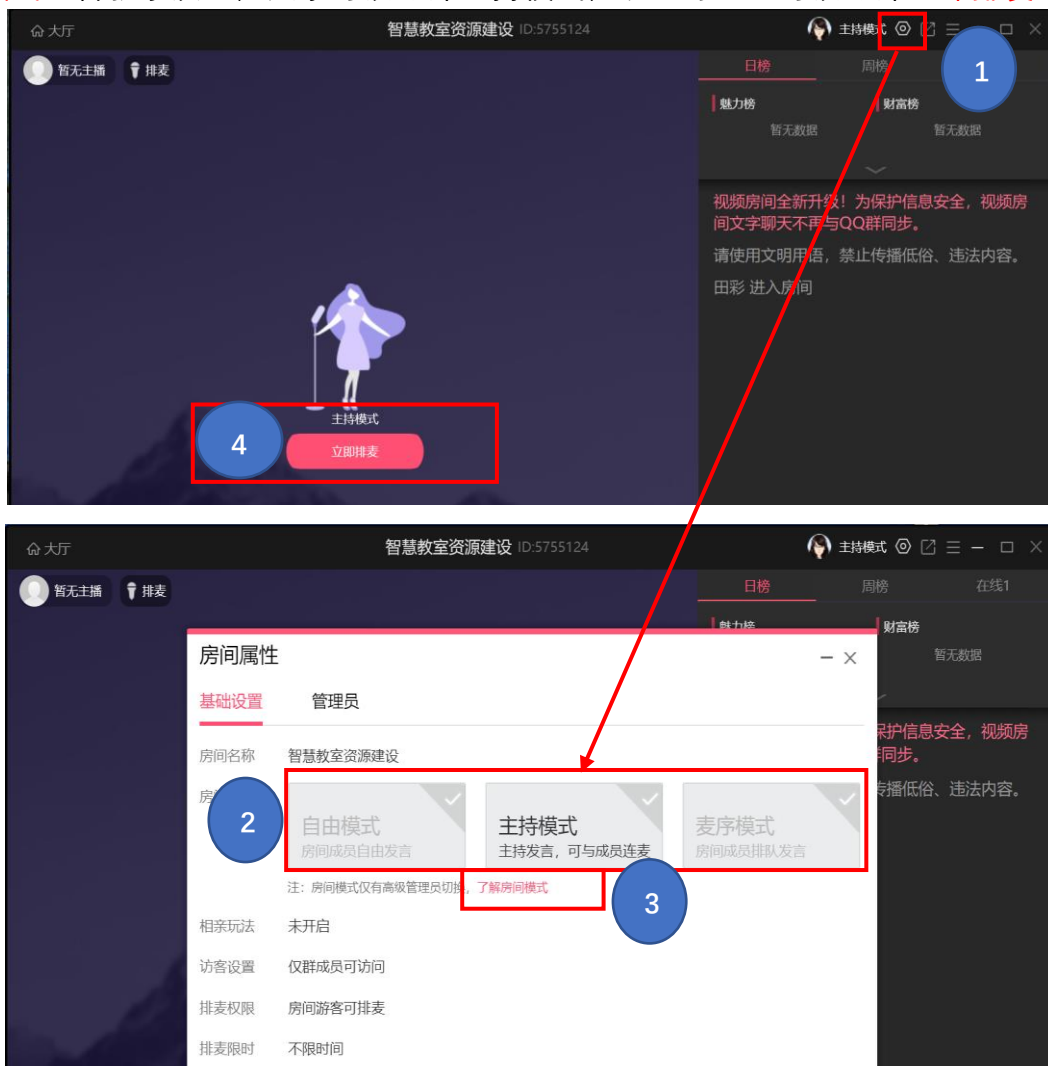 大厅
智慧教室资源建设 ID:5755124
主持模式
暂无主播
排麦
日榜
周榜
1
魅力榜
财富榜
暂无数据
暂无数据
视频房间全新升级！为保护信息安全，视频房
间文字聊天不再与QQ群同步。
请使用文明用语，禁止传播低俗、违法内容。
田彩 进入房间
主持模式
4
立即排麦
大厅
智慧教室资源建设 ID:5755124
主持模式
暂无主播
排麦
日榜
周榜
在线1
魅力榜
财富榜
暂无数据
保护信息安全，视频房
同步。
传播低俗、违法内容。
房间属性
基础设置
管理员
房间名称
智慧教室资源建设
2
自由模式
房间成员自由发言
主持模式
主持发言，可与成员连麦
麦序模式
房间成员排队发言
注：房间模式仅有高级管理员切换，了解房间模式
3
相亲玩法
未开启
访客设置
仅群成员可访问
排麦权限
房间游客可排麦
排麦限时
不限时间